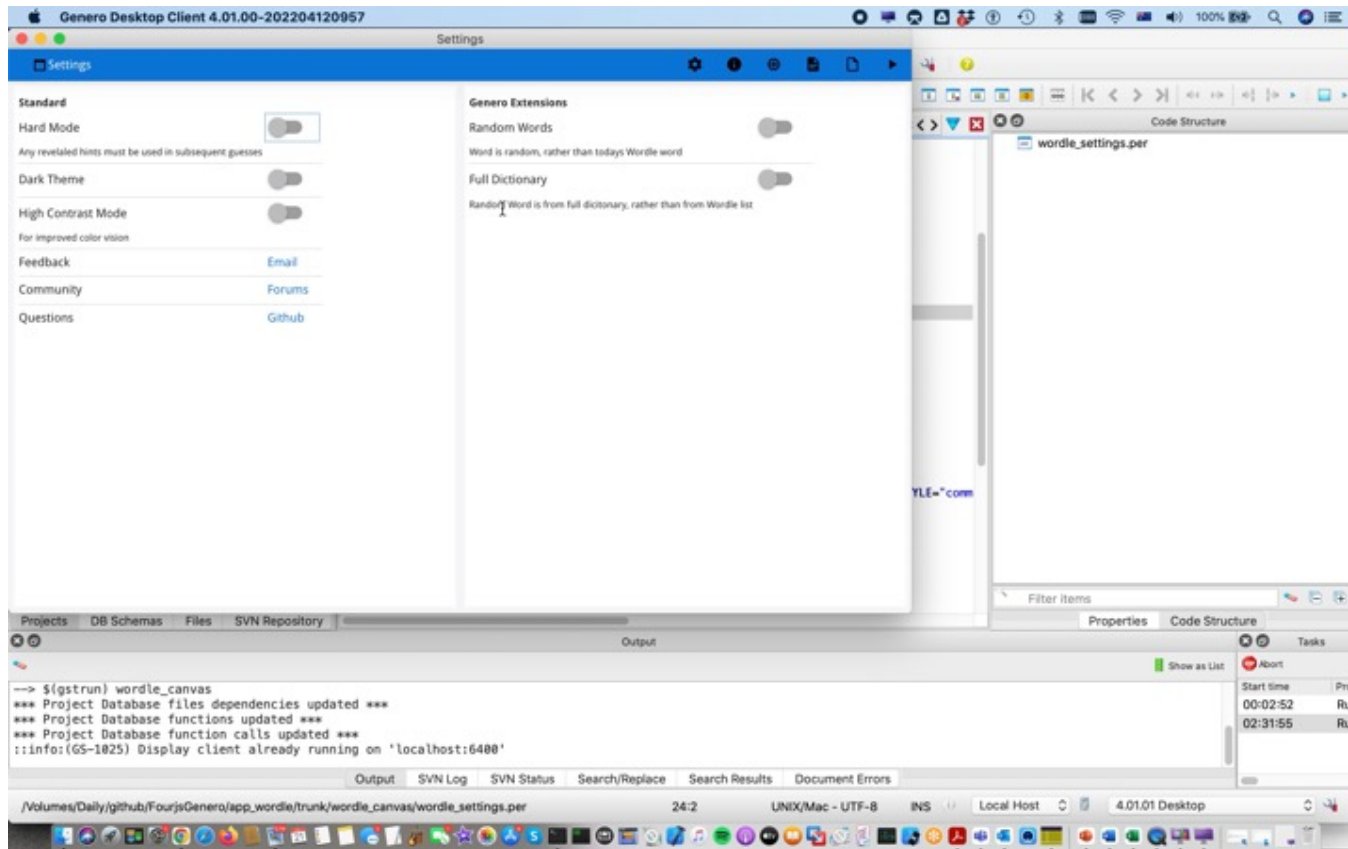 Genero Desktop Client 4.01.00-202204120957
100%
Settings
Settings
Standard
Hard Mode
Any revelaled hints must be used in subsequent guesses
Dark Theme
High Contrast Mode
For improved color vision
Feedback Email
Community Forums
Questions Github
Genero Extensions
Random Words
Word is random, rather than todays Wordle word
Full Dictionary
Random Word is from full dicitonary, rather than from Wordle list
Code Structure
wordle_settings.per
YLE="comm
Filter items
Properties Code Structure
Projects DB Schemas Files SVN Repository
Output
Tasks
Show as List
Abort
--> $(gstrun) wordle_canvas
*** Project Database files dependencies updated ***
*** Project Database functions updated ***
*** Project Database function calls updated ***
::info:(GS-1025) Display client already running on 'localhost:6400'
Start time Pr
00:02:52 Ru
02:31:55 Ru
Output SVN Log SVN Status Search/Replace Search Results Document Errors
/Volumes/Daily/github/FourjsGenero/app_wordle/trunk/wordle_canvas/wordle_settings.per 24:2 UNIX/Mac - UTF-8 INS Local Host 4.01.01 Desktop